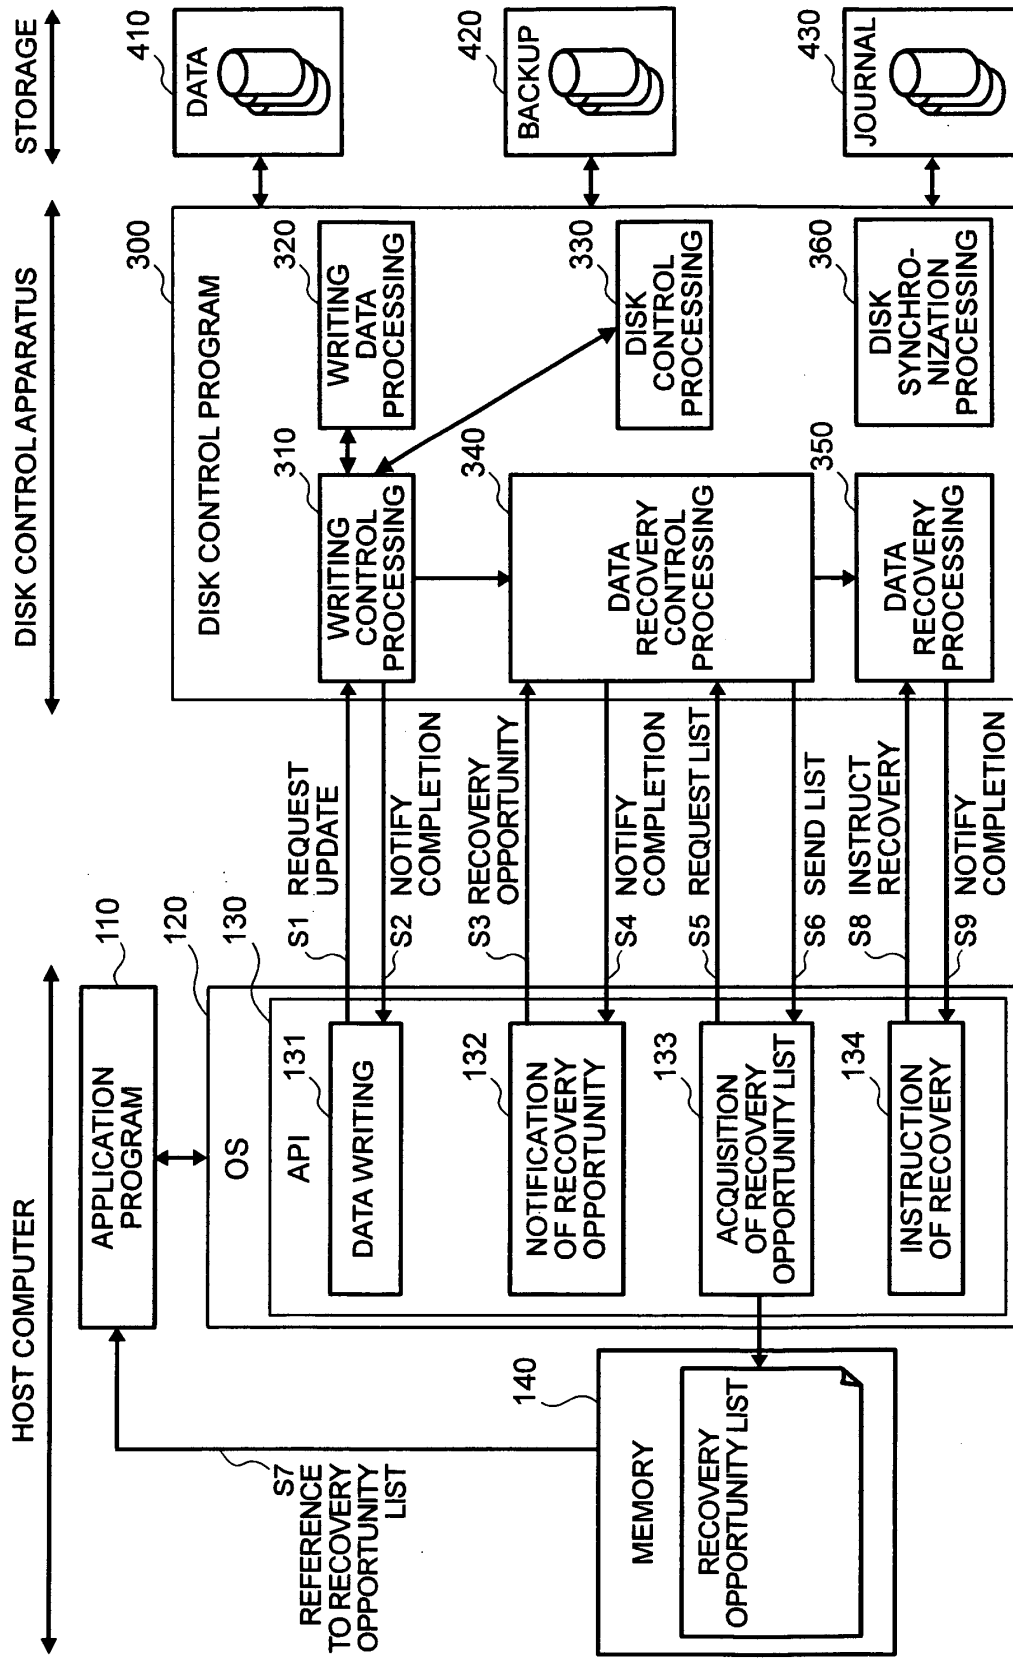 HOST COMPUTER
DISK CONTROL APPARATUS
STORAGE
110
APPLICATION
PROGRAM
120
OS
130
API
131
DATA WRITING
132
NOTIFICATION
OF RECOVERY
OPPORTUNITY
133
ACQUISITION
OF RECOVERY
OPPORTUNITY LIST
134
INSTRUCTION
OF RECOVERY
S7
REFERENCE
TO RECOVERY
OPPORTUNITY
LIST
140
MEMORY
RECOVERY
OPPORTUNITY LIST
S1 REQUEST
UPDATE
S2 NOTIFY
COMPLETION
S3 RECOVERY
OPPORTUNITY
S4 NOTIFY
COMPLETION
S5 REQUEST LIST
S6 SEND LIST
S8 INSTRUCT
RECOVERY
S9 NOTIFY
COMPLETION
300
DISK CONTROL PROGRAM
310
WRITING
CONTROL
PROCESSING
320
WRITING
DATA
PROCESSING
330
DISK
CONTROL
PROCESSING
340
DATA
RECOVERY
CONTROL
PROCESSING
350
DATA
RECOVERY
PROCESSING
360
DISK
SYNCHRO-
NIZATION
PROCESSING
410
DATA
420
BACKUP
430
JOURNAL